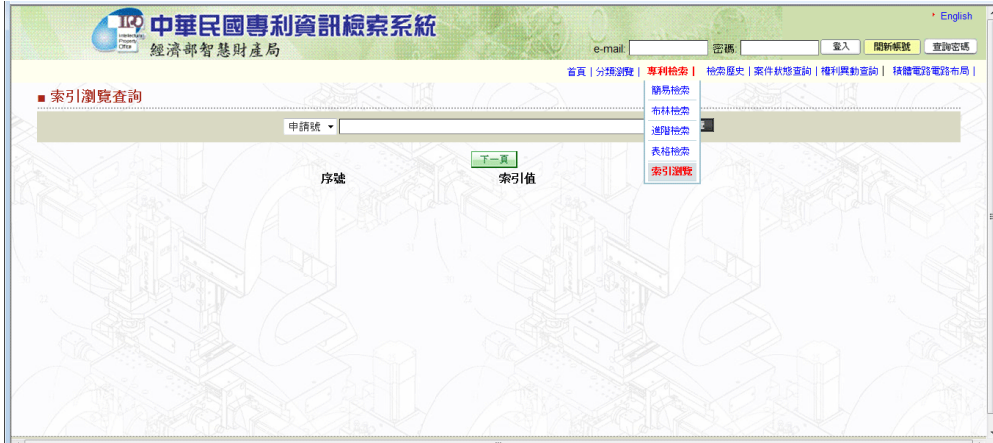 English
中華民國專利資訊檢索系統
經濟部智慧財產局
e-mail: 密碼: 登入 開新帳號 查詢密碼
首頁 | 分類瀏覽 | 專利檢索 | 檢索歷史 | 案件狀態查詢 | 權利異動查詢 | 積體電路電路布局 |
簡易檢索
布林檢索
進階檢索
表格檢索
索引瀏覽
索引瀏覽查詢
申請號
下一頁
序號 索引值